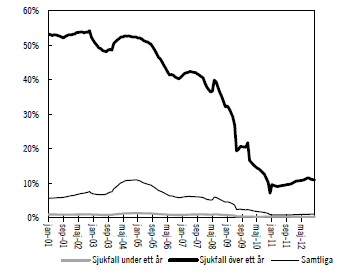 60%
50%
40%
30%
20%
10%
0%
jan-01
sep-01
maj-02
jan-03
sep-03
maj-04
jan-05
sep-05
maj-06
jan-07
sep-07
maj-08
jan-09
sep-09
maj-10
jan-11
sep-11
maj-12
Sjukfall under ett år Sjukfall över ett år Samtliga